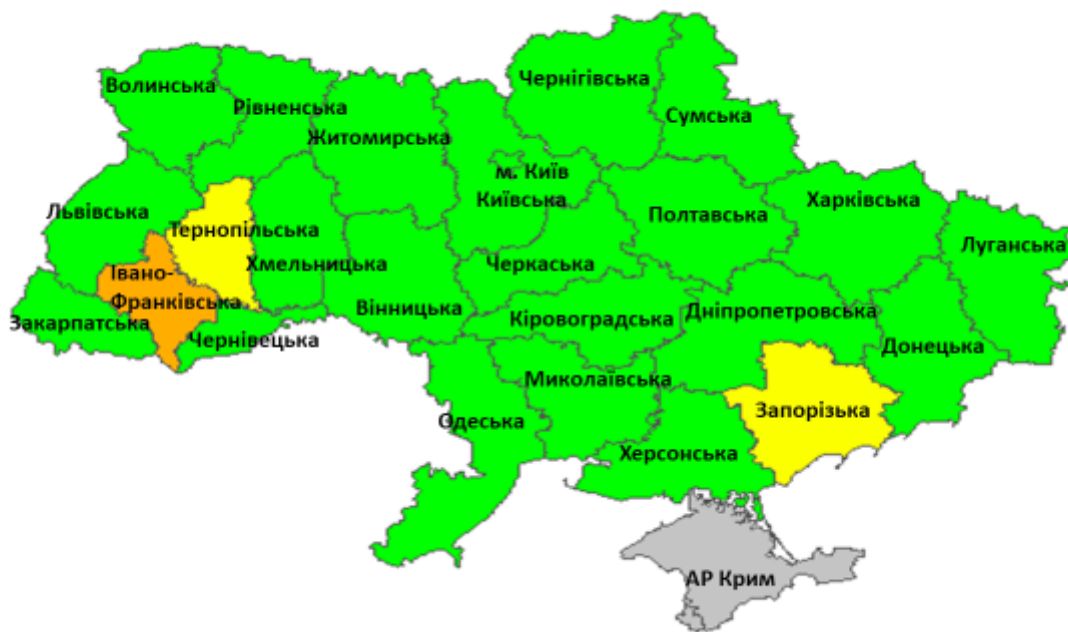 Чернігівська
Волинська
Рівненська
Сумська
Житомирська
м. Київ
Київська
Харківська
Львівська
Полтавська
Тернопільська
Луганська
Хмельницька
Черкаська
Івано-
Франківська
Вінницька
Дніпропетровська
Закарпатська
Кіровоградська
Чернівецька
Донецька
Миколаївська
Запорізька
Одеська
Херсонська
АР Крим